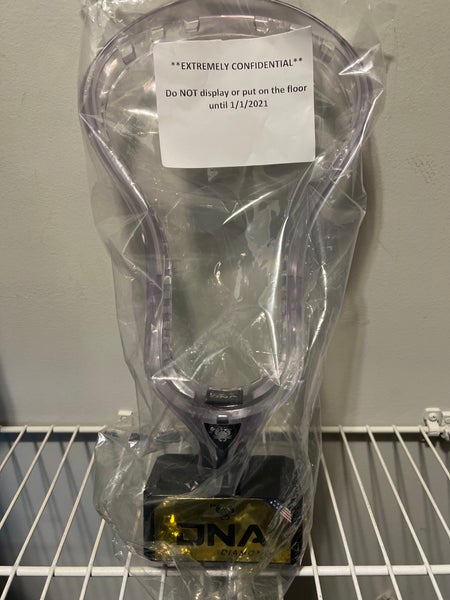 **EXTREMELY CONFIDENTIAL**
Do NOT display or put on the floor
until 1/1/2021
DNA